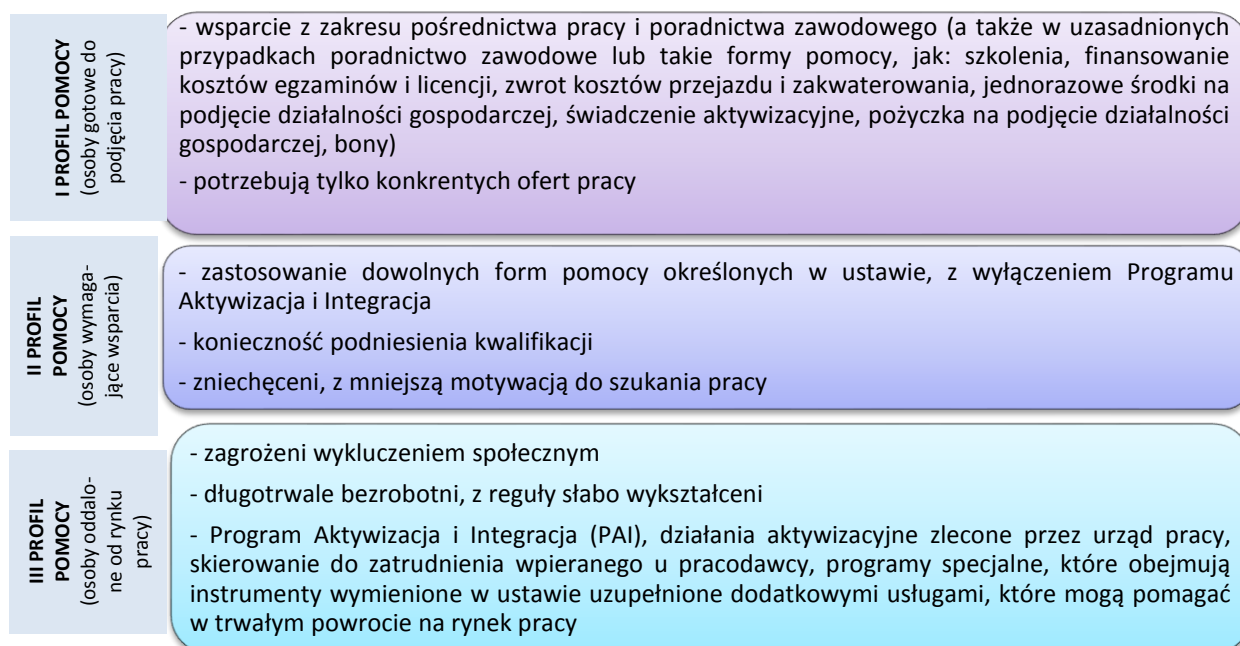 I PROFIL POMOCY
(osoby gotowe do
podjęcia pracy)
- wsparcie z zakresu pośrednictwa pracy i poradnictwa zawodowego (a także w uzasadnionych
przypadkach poradnictwo zawodowe lub takie formy pomocy, jak: szkolenia, finansowanie
kosztów egzaminów i licencji, zwrot kosztów przejazdu i zakwaterowania, jednorazowe środki na
podjęcie działalności gospodarczej, świadczenie aktywizacyjne, pożyczka na podjęcie działalności
gospodarczej, bony)
- potrzebują tylko konkrentych ofert pracy
II PROFIL
POMOCY
(osoby wymaga-
jące wsparcia)
- zastosowanie dowolnych form pomocy określonych w ustawie, z wyłączeniem Programu
Aktywizacja i Integracja
- konieczność podniesienia kwalifikacji
- zniechęceni, z mniejszą motywacją do szukania pracy
III PROFIL
POMOCY
(osoby oddalo-
ne od rynku
pracy)
- zagrożeni wykluczeniem społecznym
- długotrwale bezrobotni, z reguły słabo wykształceni
- Program Aktywizacja i Integracja (PAI), działania aktywizacyjne zlecone przez urząd pracy,
skierowanie do zatrudnienia wpieranego u pracodawcy, programy specjalne, które obejmują
instrumenty wymienione w ustawie uzupełnione dodatkowymi usługami, które mogą pomagać
w trwałym powrocie na rynek pracy